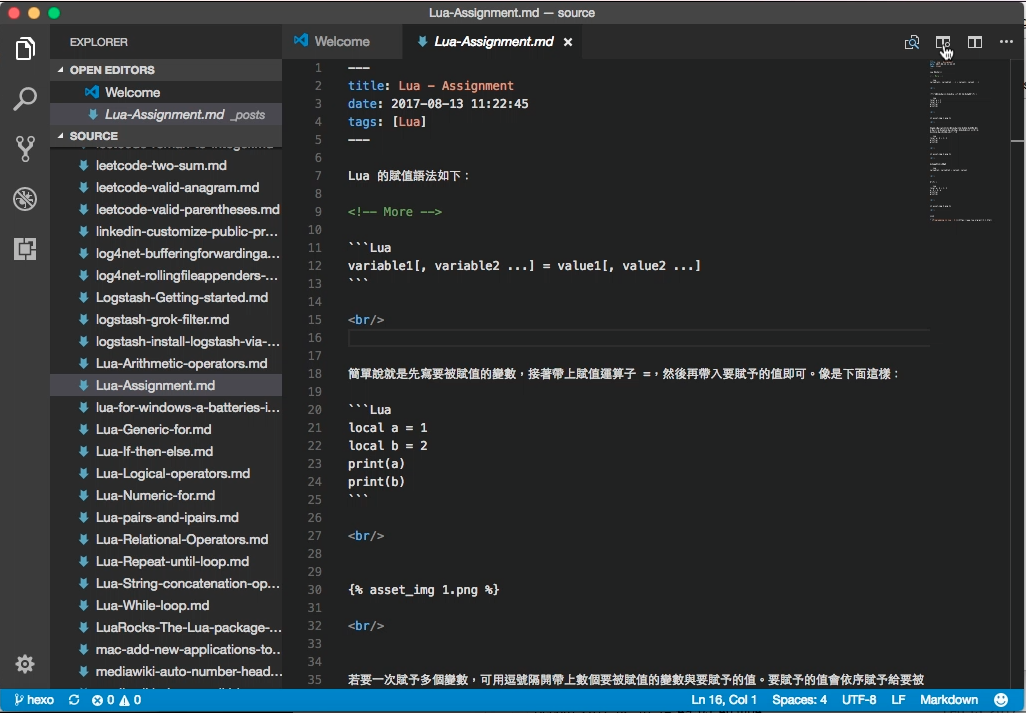 Lua-Assignment.md — source
EXPLORER
OPEN EDITORS
Welcome
Lua-Assignment.md _posts
SOURCE
leetcode-two-sum.md
leetcode-valid-anagram.md
leetcode-valid-parentheses.md
linkedin-customize-public-pr...
log4net-bufferingforwardinga...
log4net-rollingfileappenders-...
Logstash-Getting-started.md
logstash-grok-filter.md
logstash-install-logstash-via-...
Lua-Arithmetic-operators.md
Lua-Assignment.md
lua-for-windows-a-batteries-i...
Lua-Generic-for.md
Lua-If-then-else.md
Lua-Logical-operators.md
Lua-Numeric-for.md
Lua-pairs-and-ipairs.md
Lua-Relational-Operators.md
Lua-Repeat-until-loop.md
Lua-String-concatenation-op...
Lua-While-loop.md
LuaRocks-The-Lua-package-...
mac-add-new-applications-to...
mediawiki-auto-number-head...
Welcome
Lua-Assignment.md ×
1 ---
2 title: Lua - Assignment
3 date: 2017-08-13 11:22:45
4 tags: [Lua]
5 ---
6
7 Lua 的賦值語法如下：
8
9 <!-- More -->
10
11 ```Lua
12 variable1[, variable2 ...] = value1[, value2 ...]
13 ```
14
15 <br/>
16
17
18 簡單說就是先寫要被賦值的變數，接著帶上賦值運算子 =，然後再帶入要賦予的值即可。像是下面這樣：
19
20 ```Lua
21 local a = 1
22 local b = 2
23 print(a)
24 print(b)
25 ```
26
27 <br/>
28
29
30 {% asset_img 1.png %}
31
32 <br/>
33
34
35 若要一次賦予多個變數，可用逗號隔開帶上數個要被賦值的變數與要賦予的值。要賦予的值會依序賦予給要被
hexo 0 0 Ln 16, Col 1 Spaces: 4 UTF-8 LF Markdown